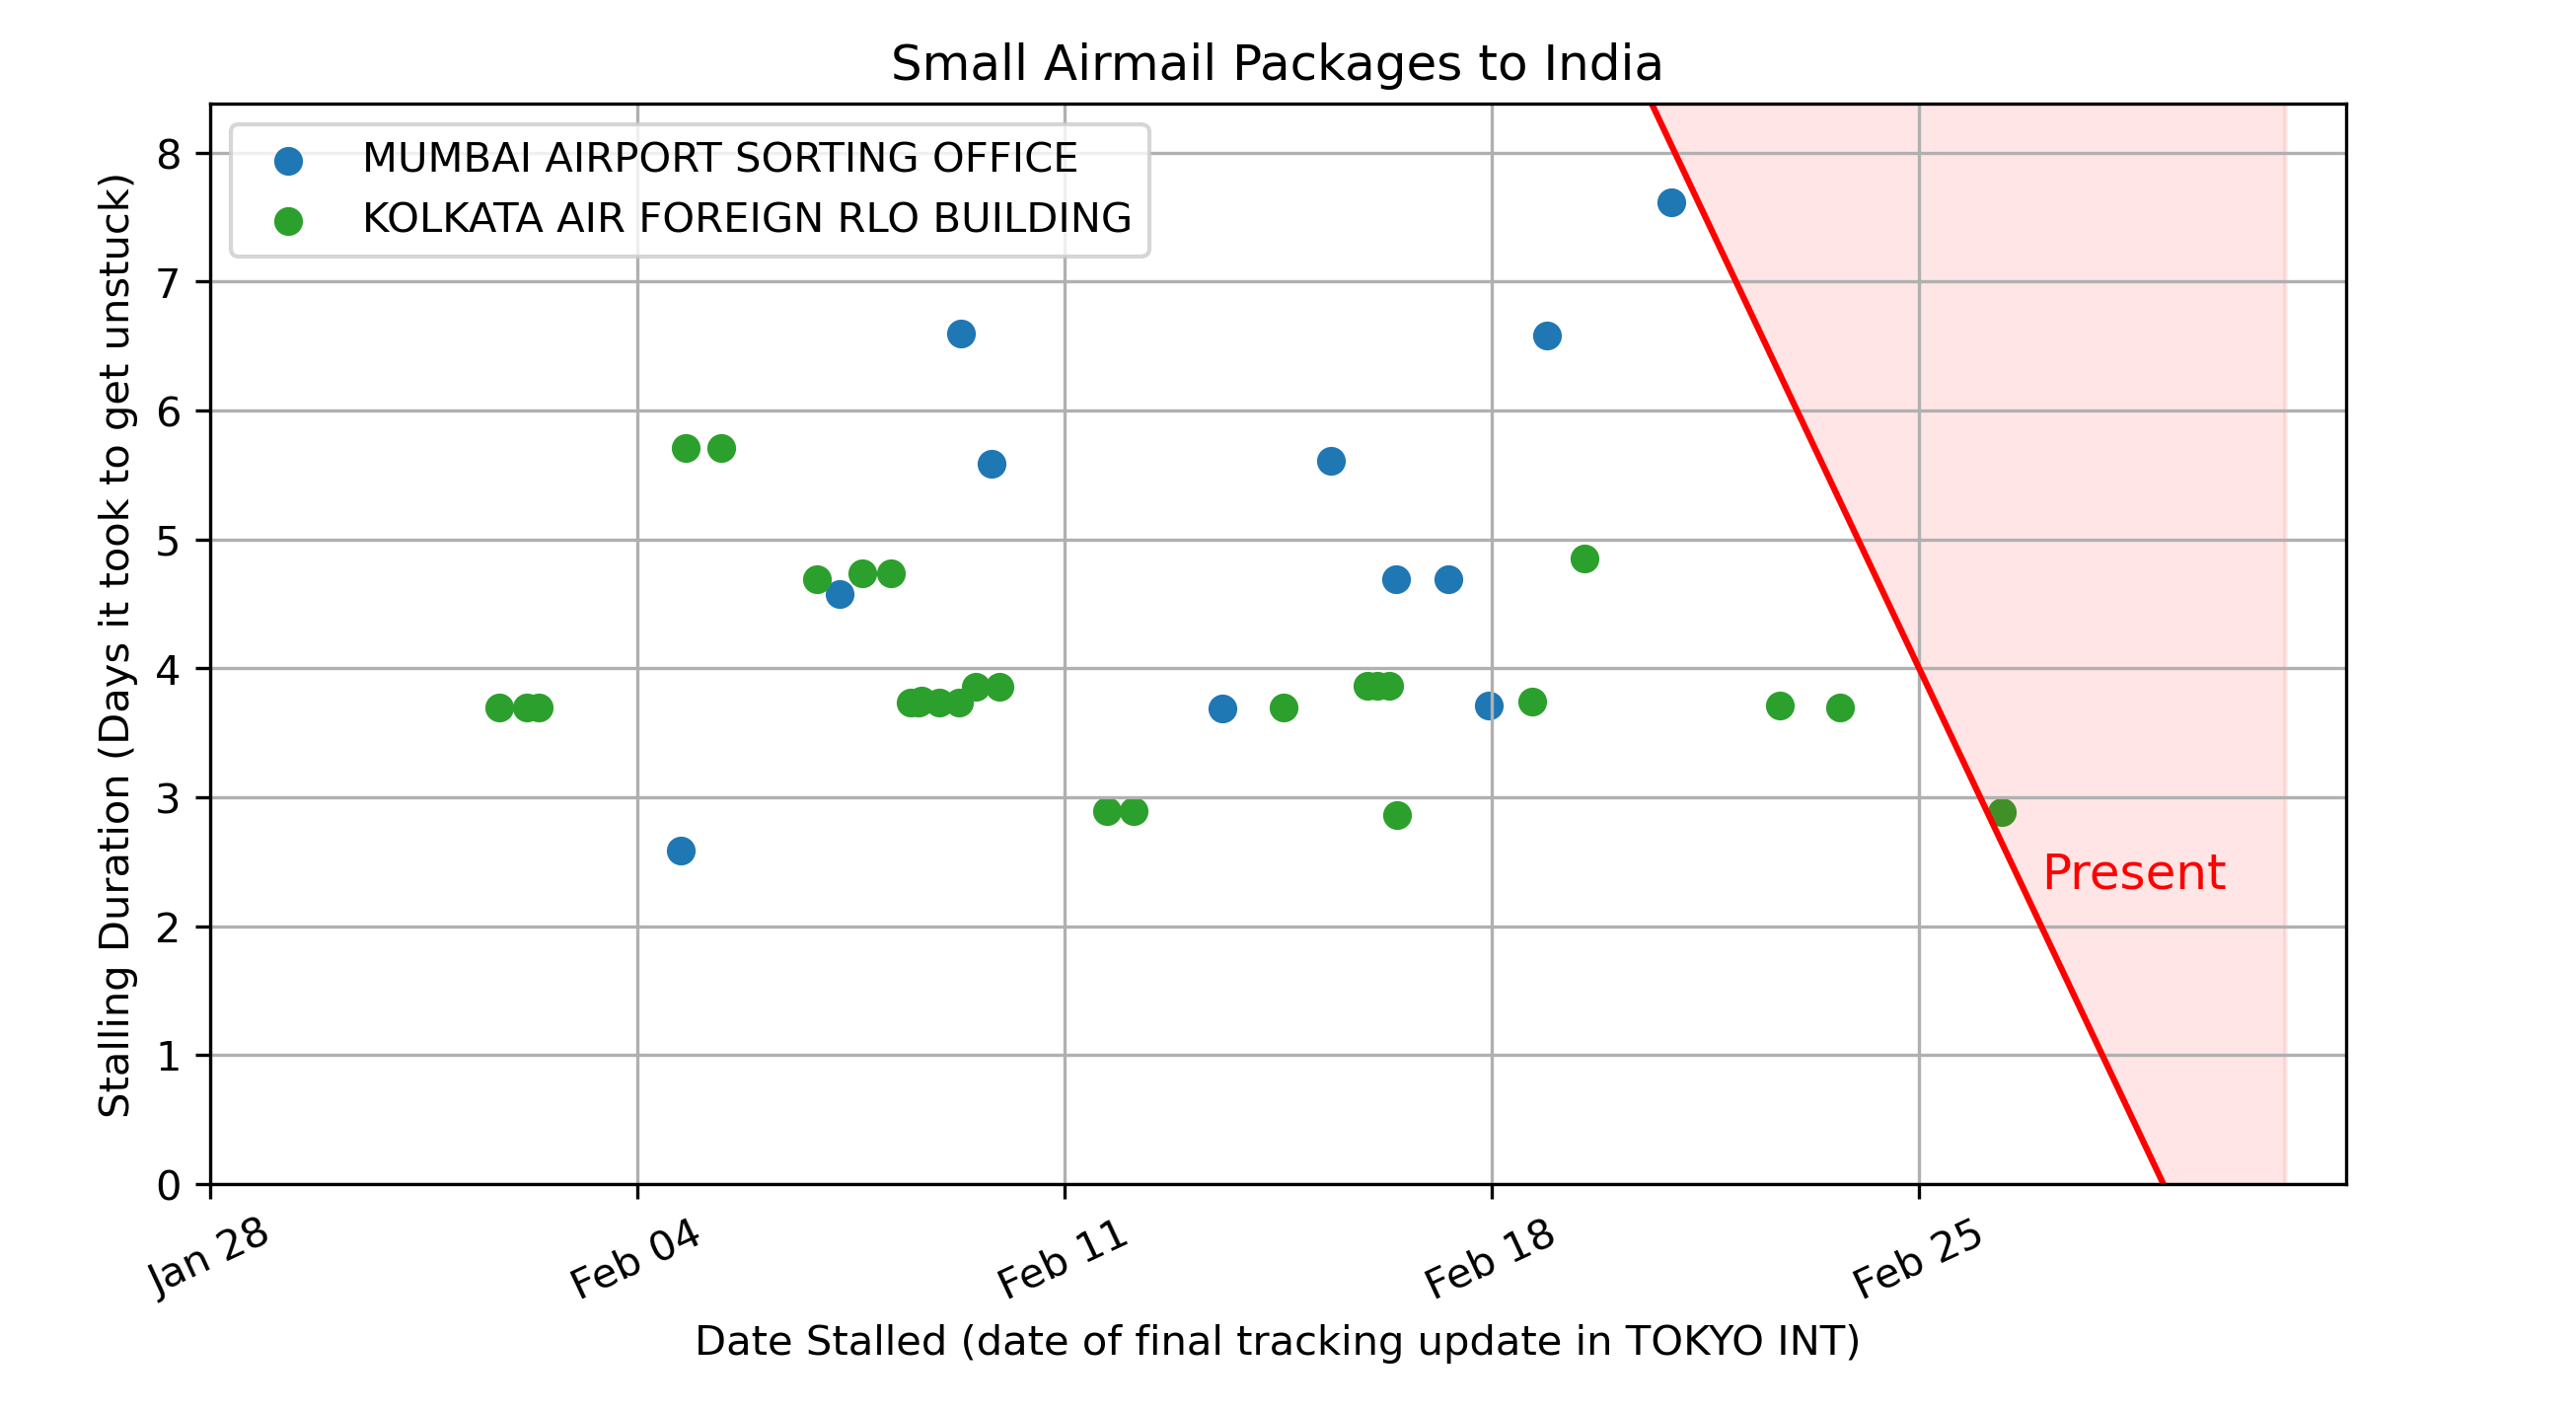 Small Airmail Packages to India
MUMBAI AIRPORT SORTING OFFICE
KOLKATA AIR FOREIGN RLO BUILDING
Stalling Duration (Days it took to get unstuck)
8
7
6
5
4
3
2
1
0
Present
Jan 28
Feb 04
Feb 11
Feb 18
Feb 25
Date Stalled (date of final tracking update in TOKYO INT)